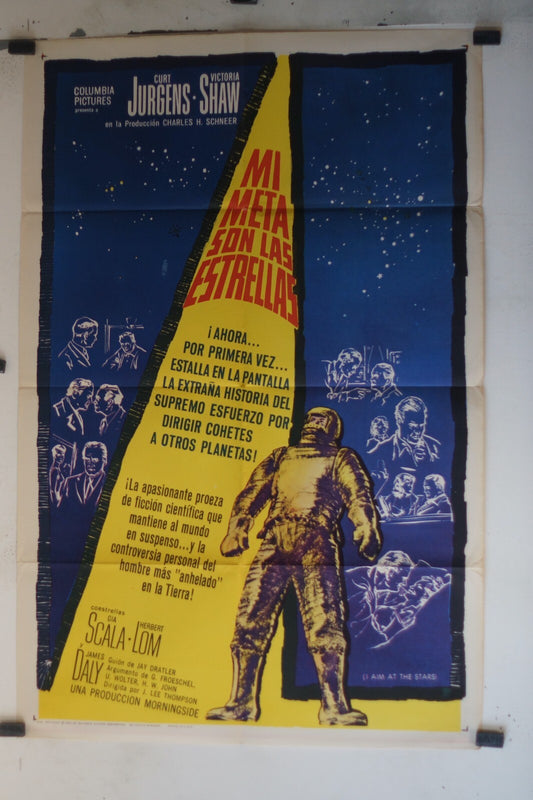 COLUMBIA
PICTURES
presenta a
CURT
JURGENS · VICTORIA
SHAW
en la Producción CHARLES H. SCHNEER
MI
META
SON LAS
ESTRELLAS
¡AHORA...
POR PRIMERA VEZ...
ESTALLA EN LA PANTALLA
LA EXTRAÑA HISTORIA DEL
SUPREMO ESFUERZO POR
DIRIGIR COHETES
A OTROS PLANETAS!
¡La apasionante proeza
de ficción científica que
mantiene al mundo
en suspenso...y la
controversia personal del
hombre más "anhelado"
en la Tierra!
coestrellas
GIA
SCALA · HERBERT
LOM
y JAMES
DALY
Guión de JAY DRATLER
Argumento de G. FROESCHEL,
U. WOLTER, H. W. JOHN
Dirigida por J. LEE THOMPSON
UNA PRODUCCION MORNINGSIDE
(I AIM AT THE STARS)